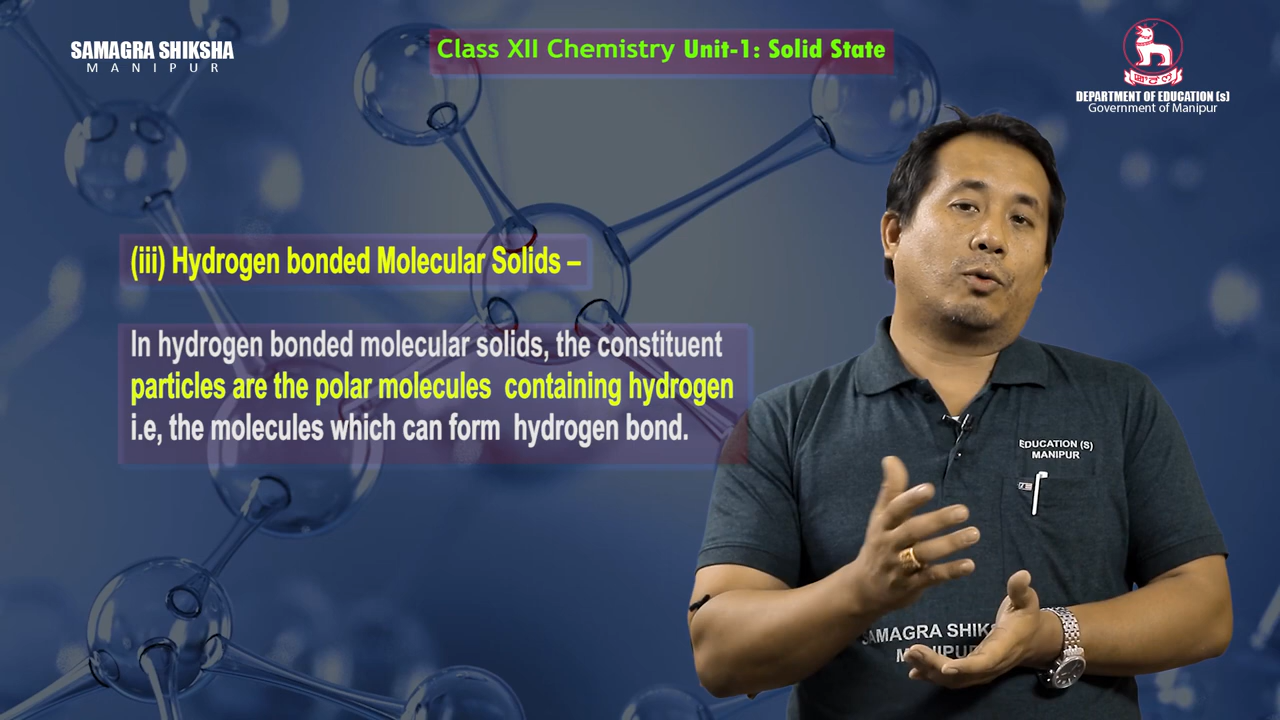 SAMAGRA SHIKSHA
MANIPUR
Class XII Chemistry Unit-1: Solid State
DEPARTMENT OF EDUCATION (s)
Government of Manipur
(iii) Hydrogen bonded Molecular Solids –
In hydrogen bonded molecular solids, the constituent
particles are the polar molecules containing hydrogen
i.e, the molecules which can form hydrogen bond.
EDUCATION (S)
MANIPUR
SAMAGRA SHIKS